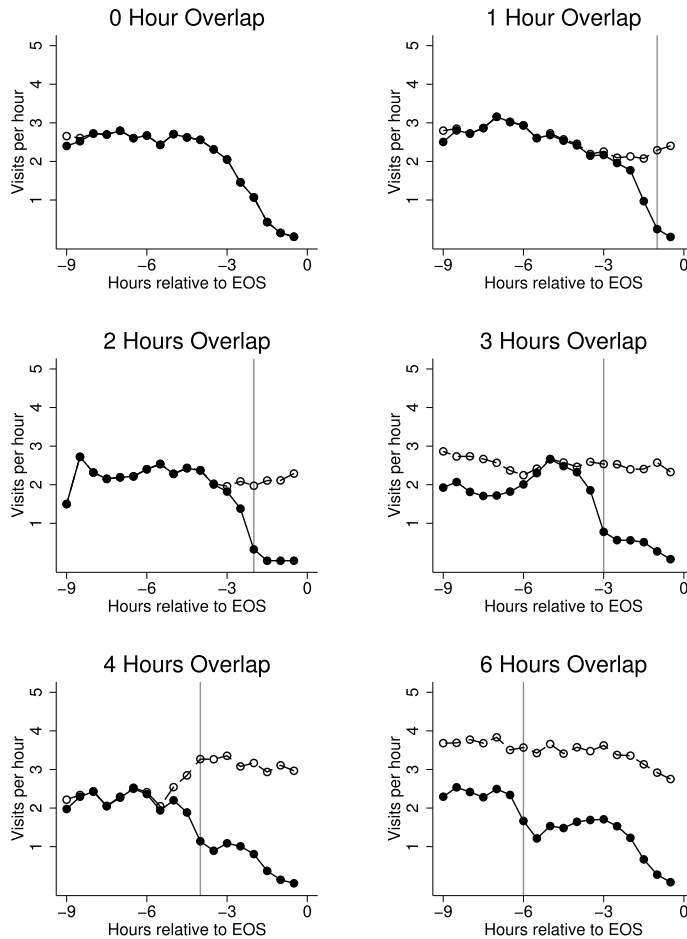 0 Hour Overlap
Visits per hour
5
4
3
2
1
−9 −6 −3 0
Hours relative to EOS
1 Hour Overlap
Visits per hour
5
4
3
2
1
−9 −6 −3 0
Hours relative to EOS
2 Hours Overlap
Visits per hour
5
4
3
2
1
−9 −6 −3 0
Hours relative to EOS
3 Hours Overlap
Visits per hour
5
4
3
2
1
−9 −6 −3 0
Hours relative to EOS
4 Hours Overlap
Visits per hour
5
4
3
2
1
−9 −6 −3 0
Hours relative to EOS
6 Hours Overlap
Visits per hour
5
4
3
2
1
−9 −6 −3 0
Hours relative to EOS